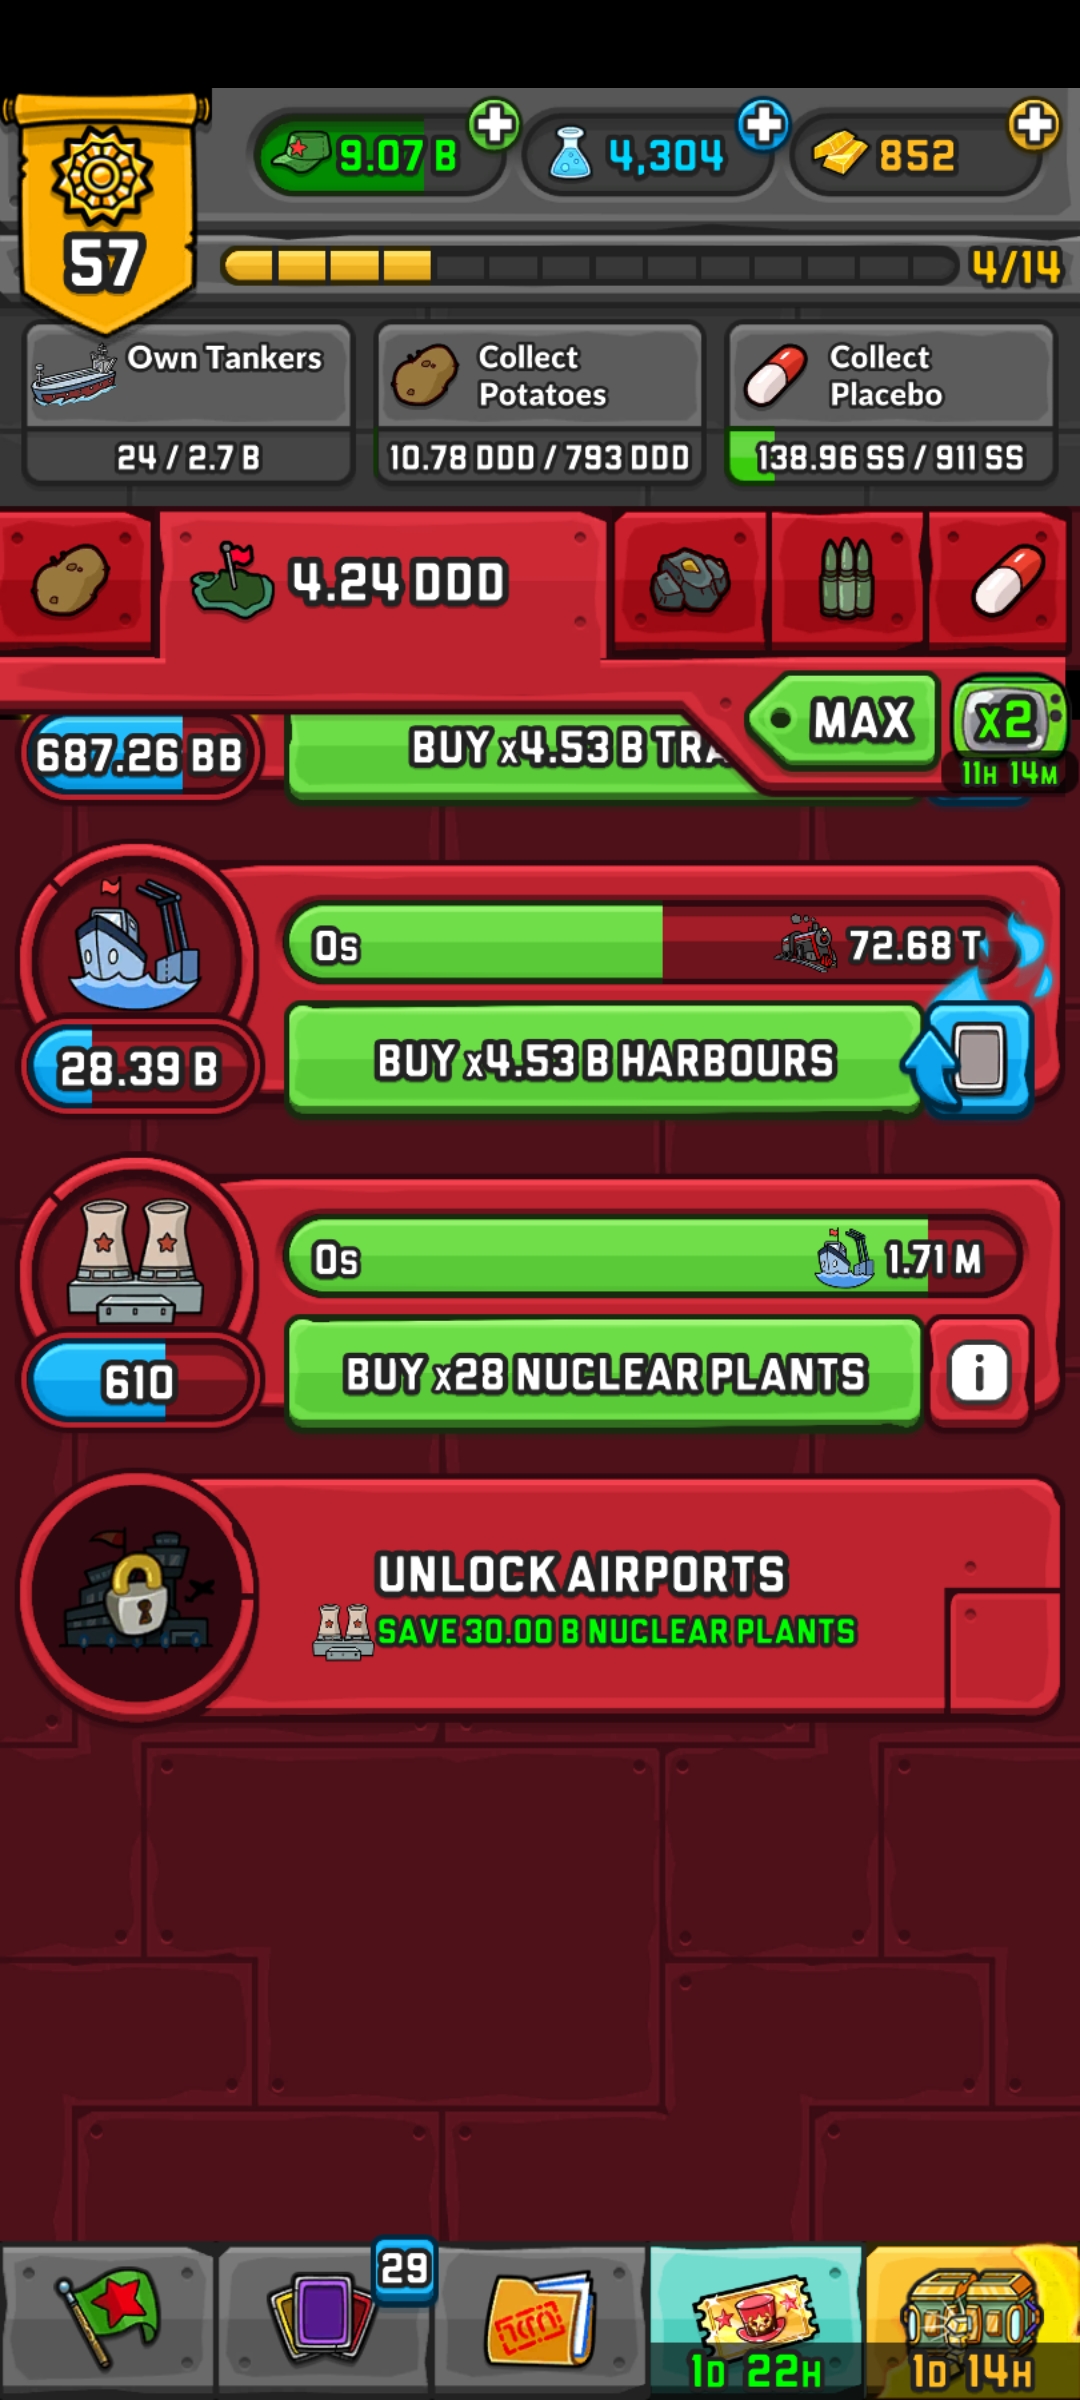 57
9.07 B
4,304
852
4/14
Own Tankers
24 / 2.7 B
Collect
Potatoes
10.78 DDD / 793 DDD
Collect
Placebo
138.96 SS / 911 SS
4.24 DDD
MAX
x2
11H 14M
687.26 BB
BUY x4.53 B TRA
0s
72.68 T
28.39 B
BUY x4.53 B HARBOURS
0s
1.71 M
610
BUY x28 NUCLEAR PLANTS
i
UNLOCK AIRPORTS
SAVE 30.00 B NUCLEAR PLANTS
29
1D 22H
1D 14H